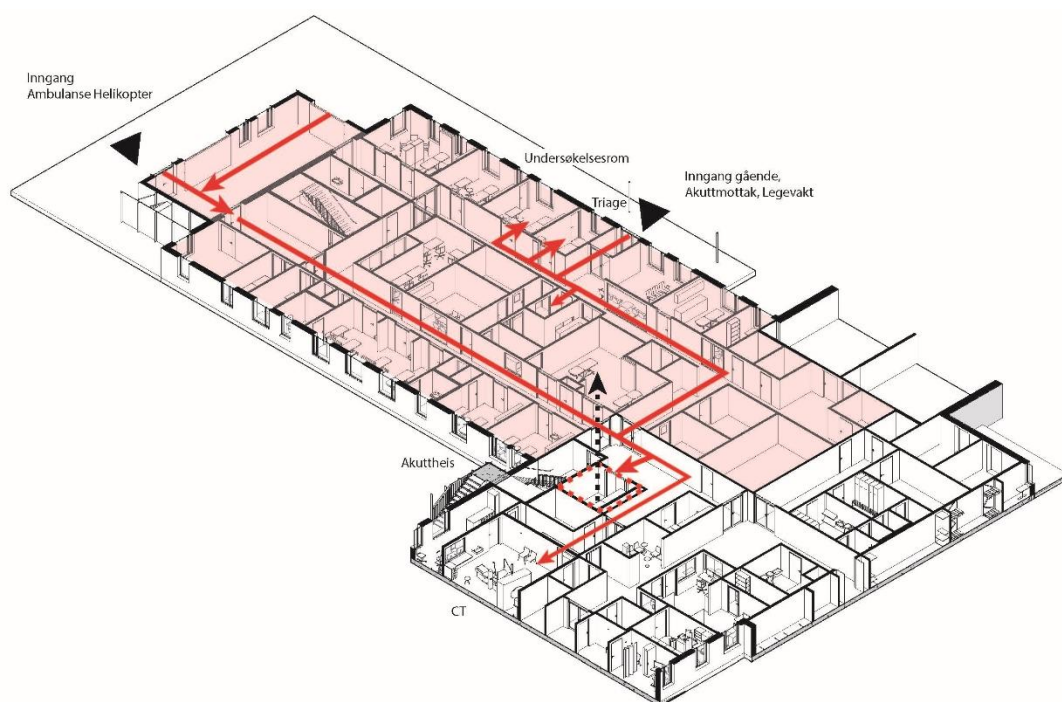 Inngang
Ambulanse Helikopter
Undersøkelsesrom
Triage
Inngang gående,
Akuttmottak, Legevakt
Akuttheis
CT